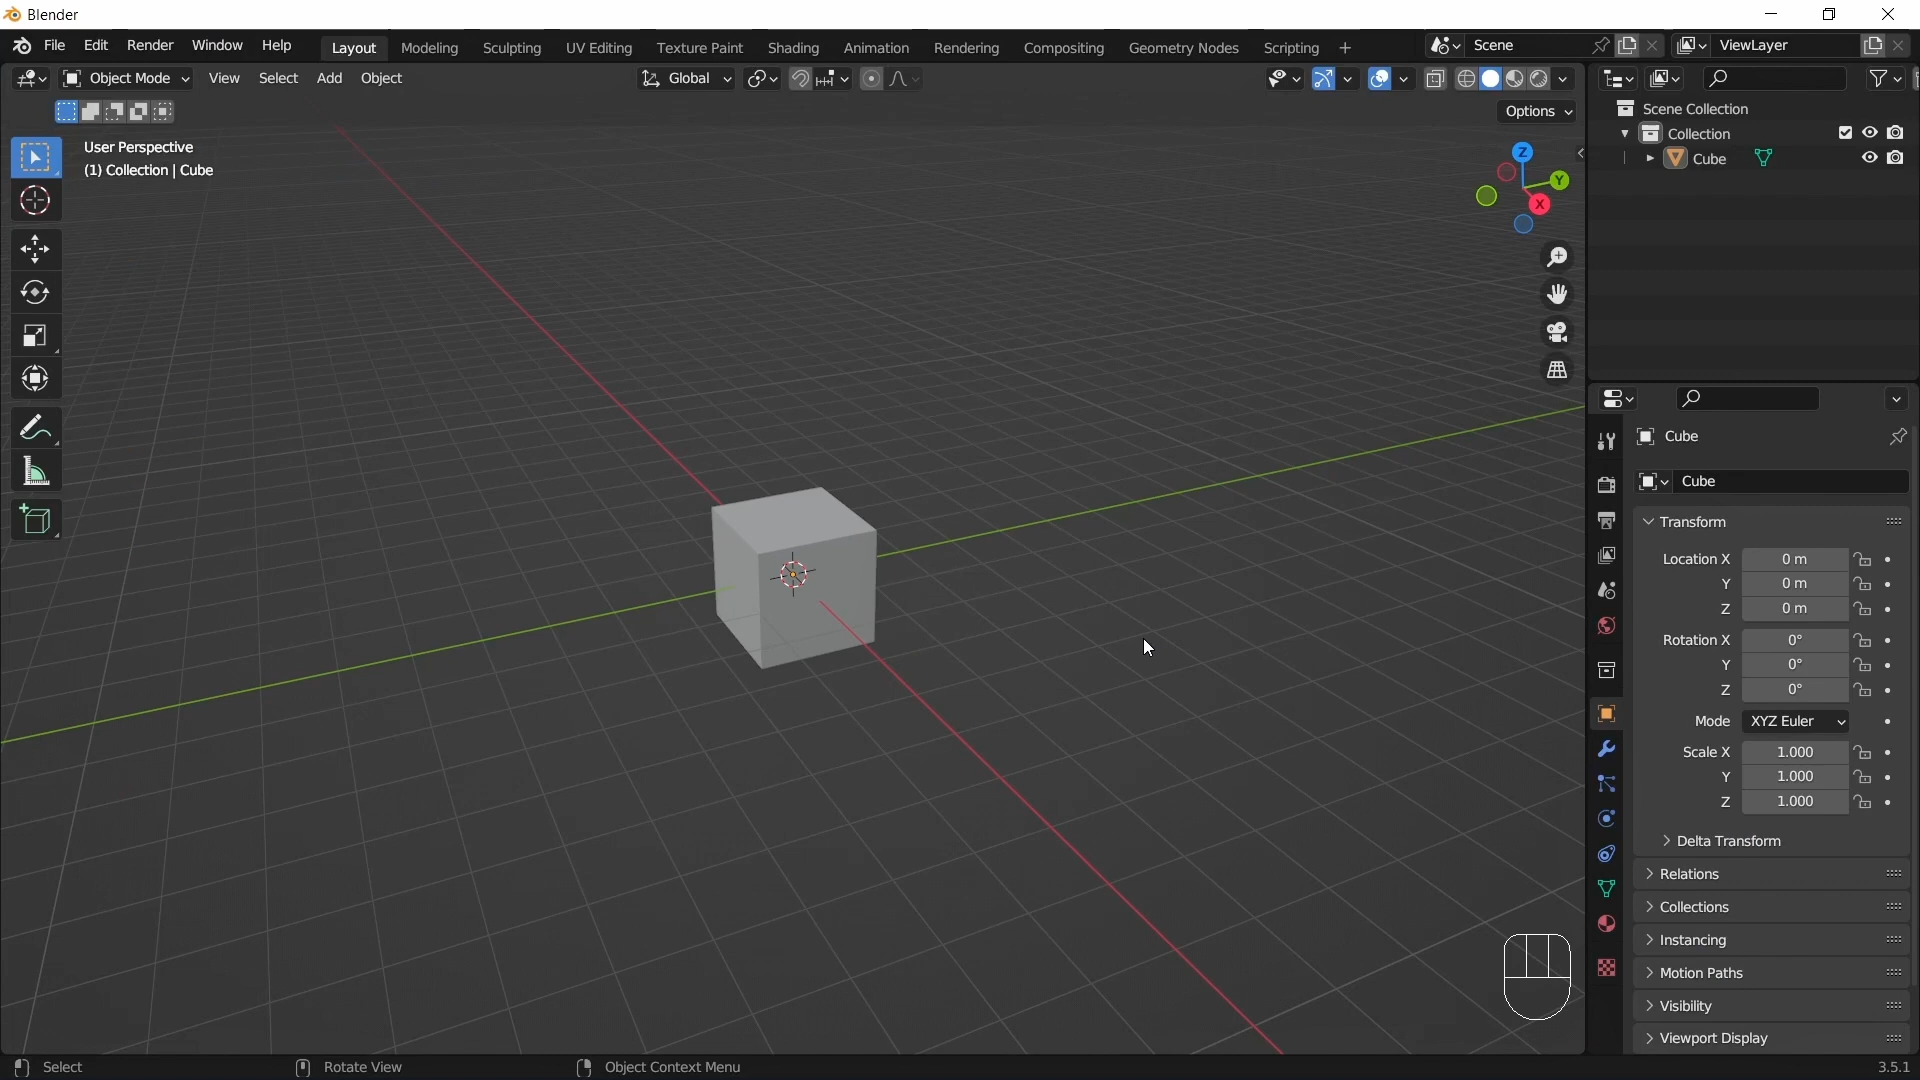 Blender
File Edit Render Window Help Layout Modeling Sculpting UV Editing Texture Paint Shading Animation Rendering Compositing Geometry Nodes Scripting + Scene ViewLayer
Object Mode View Select Add Object Global
Options
User Perspective
(1) Collection | Cube
Z
Y
X
Scene Collection
Collection
Cube
Cube
Cube
Transform
Location X 0 m
Y 0 m
Z 0 m
Rotation X 0°
Y 0°
Z 0°
Mode XYZ Euler
Scale X 1.000
Y 1.000
Z 1.000
Delta Transform
Relations
Collections
Instancing
Motion Paths
Visibility
Viewport Display
Select Rotate View Object Context Menu 3.5.1